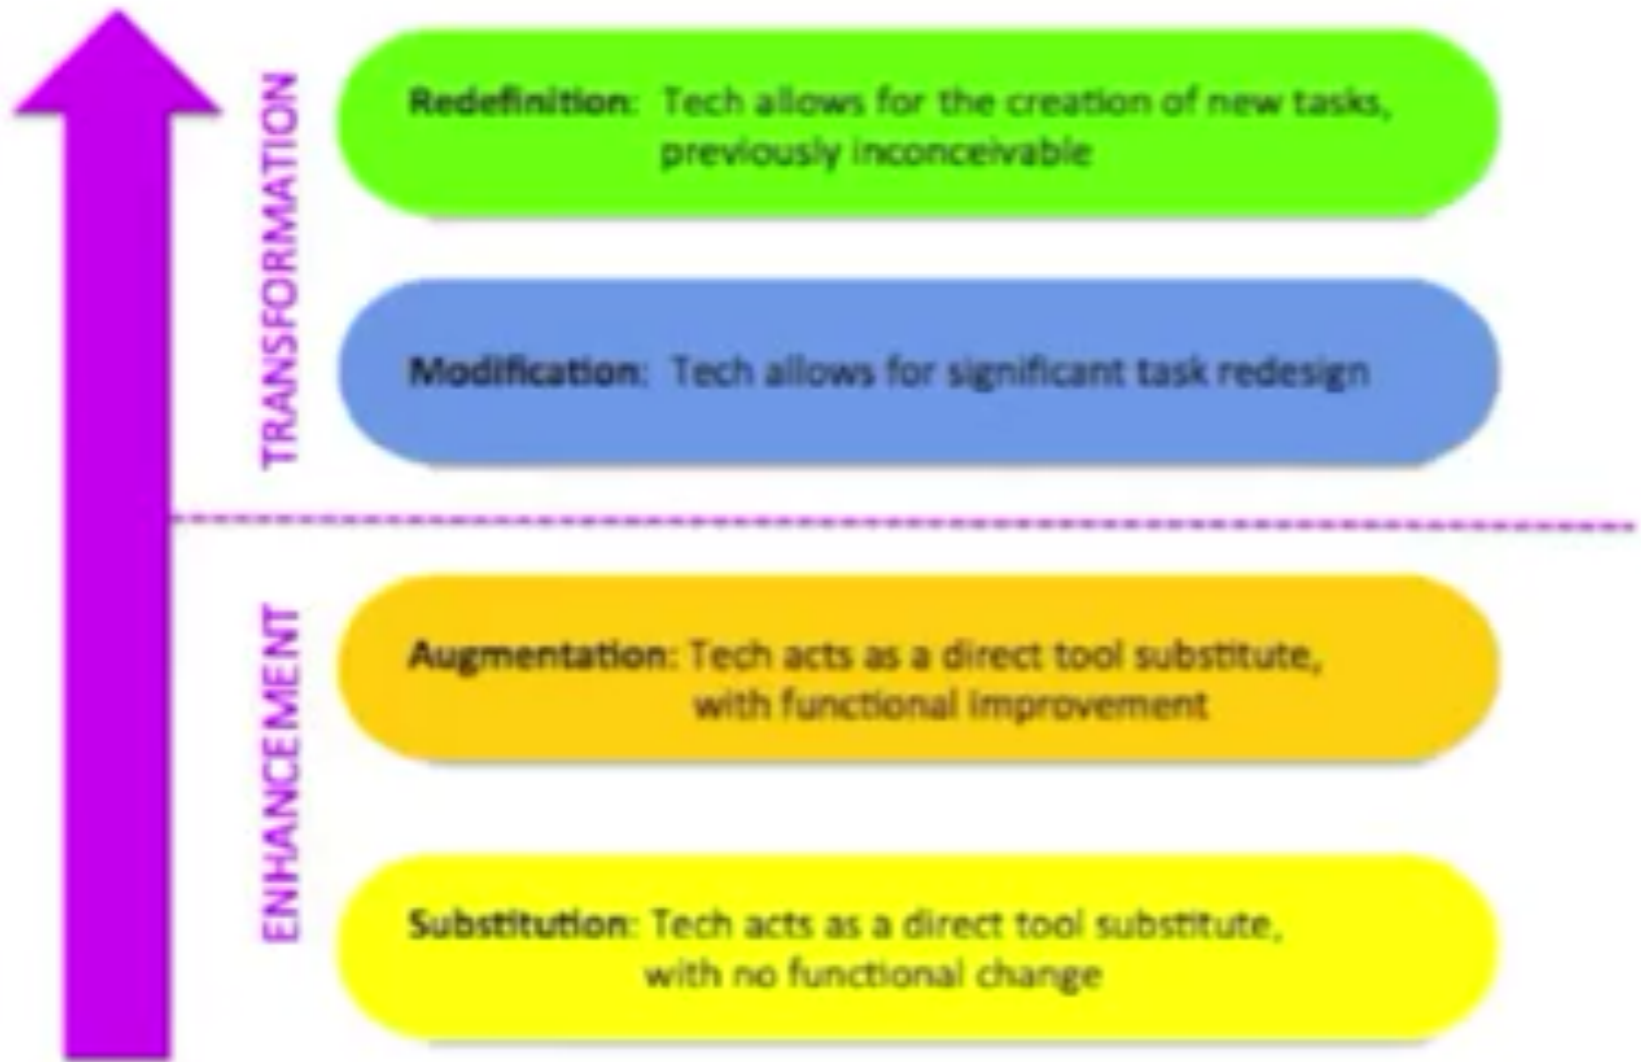 TRANSFORMATION
Redefinition: Tech allows for the creation of new tasks,
previously inconceivable
Modification: Tech allows for significant task redesign
ENHANCEMENT
Augmentation: Tech acts as a direct tool substitute,
with functional improvement
Substitution: Tech acts as a direct tool substitute,
with no functional change